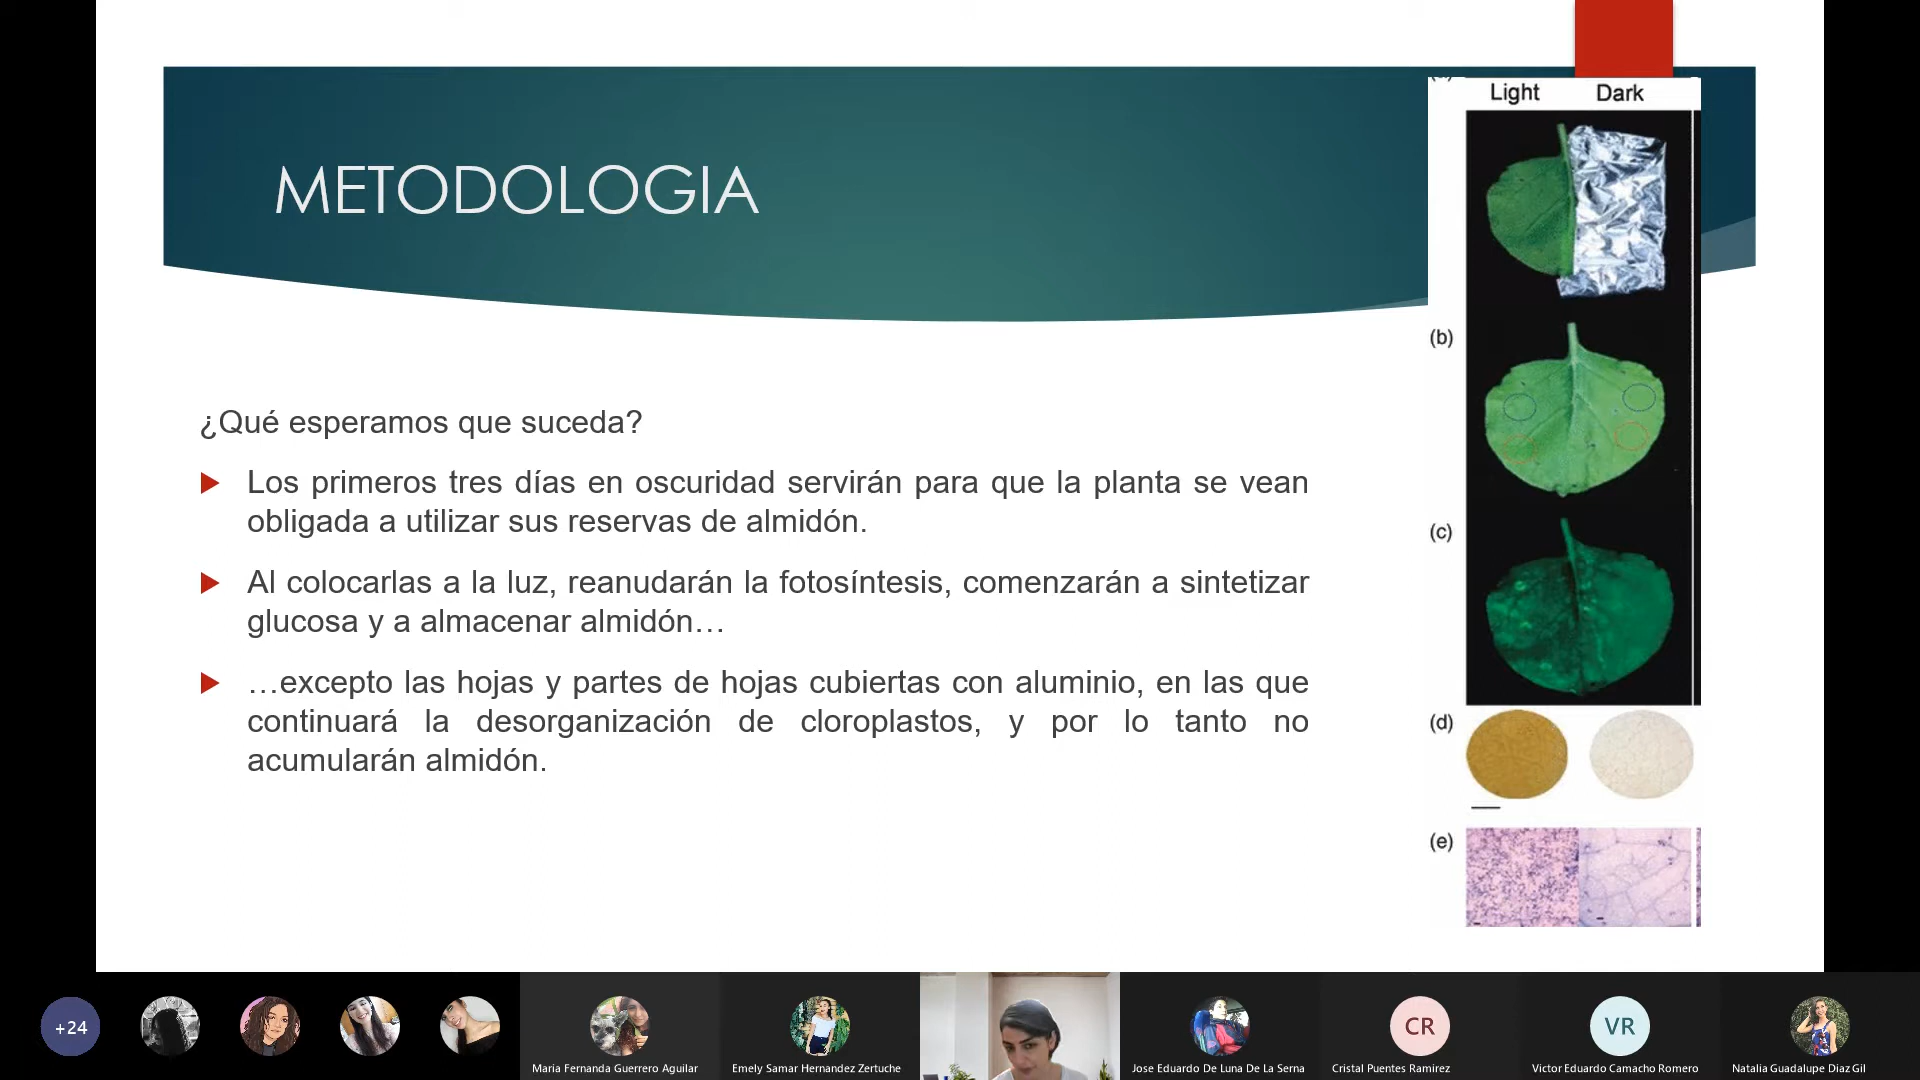 Light Dark
METODOLOGIA
(b)
¿Qué esperamos que suceda?
Los primeros tres días en oscuridad servirán para que la planta se vean
obligada a utilizar sus reservas de almidón.
(c)
Al colocarlas a la luz, reanudarán la fotosíntesis, comenzarán a sintetizar
glucosa y a almacenar almidón…
…excepto las hojas y partes de hojas cubiertas con aluminio, en las que
continuará la desorganización de cloroplastos, y por lo tanto no
acumularán almidón.
(d)
(e)
+24
CR
VR
Maria Fernanda Guerrero Aguilar
Emely Samar Hernandez Zertuche
Jose Eduardo De Luna De La Serna
Cristal Puentes Ramirez
Victor Eduardo Camacho Romero
Natalia Guadalupe Diaz Gil